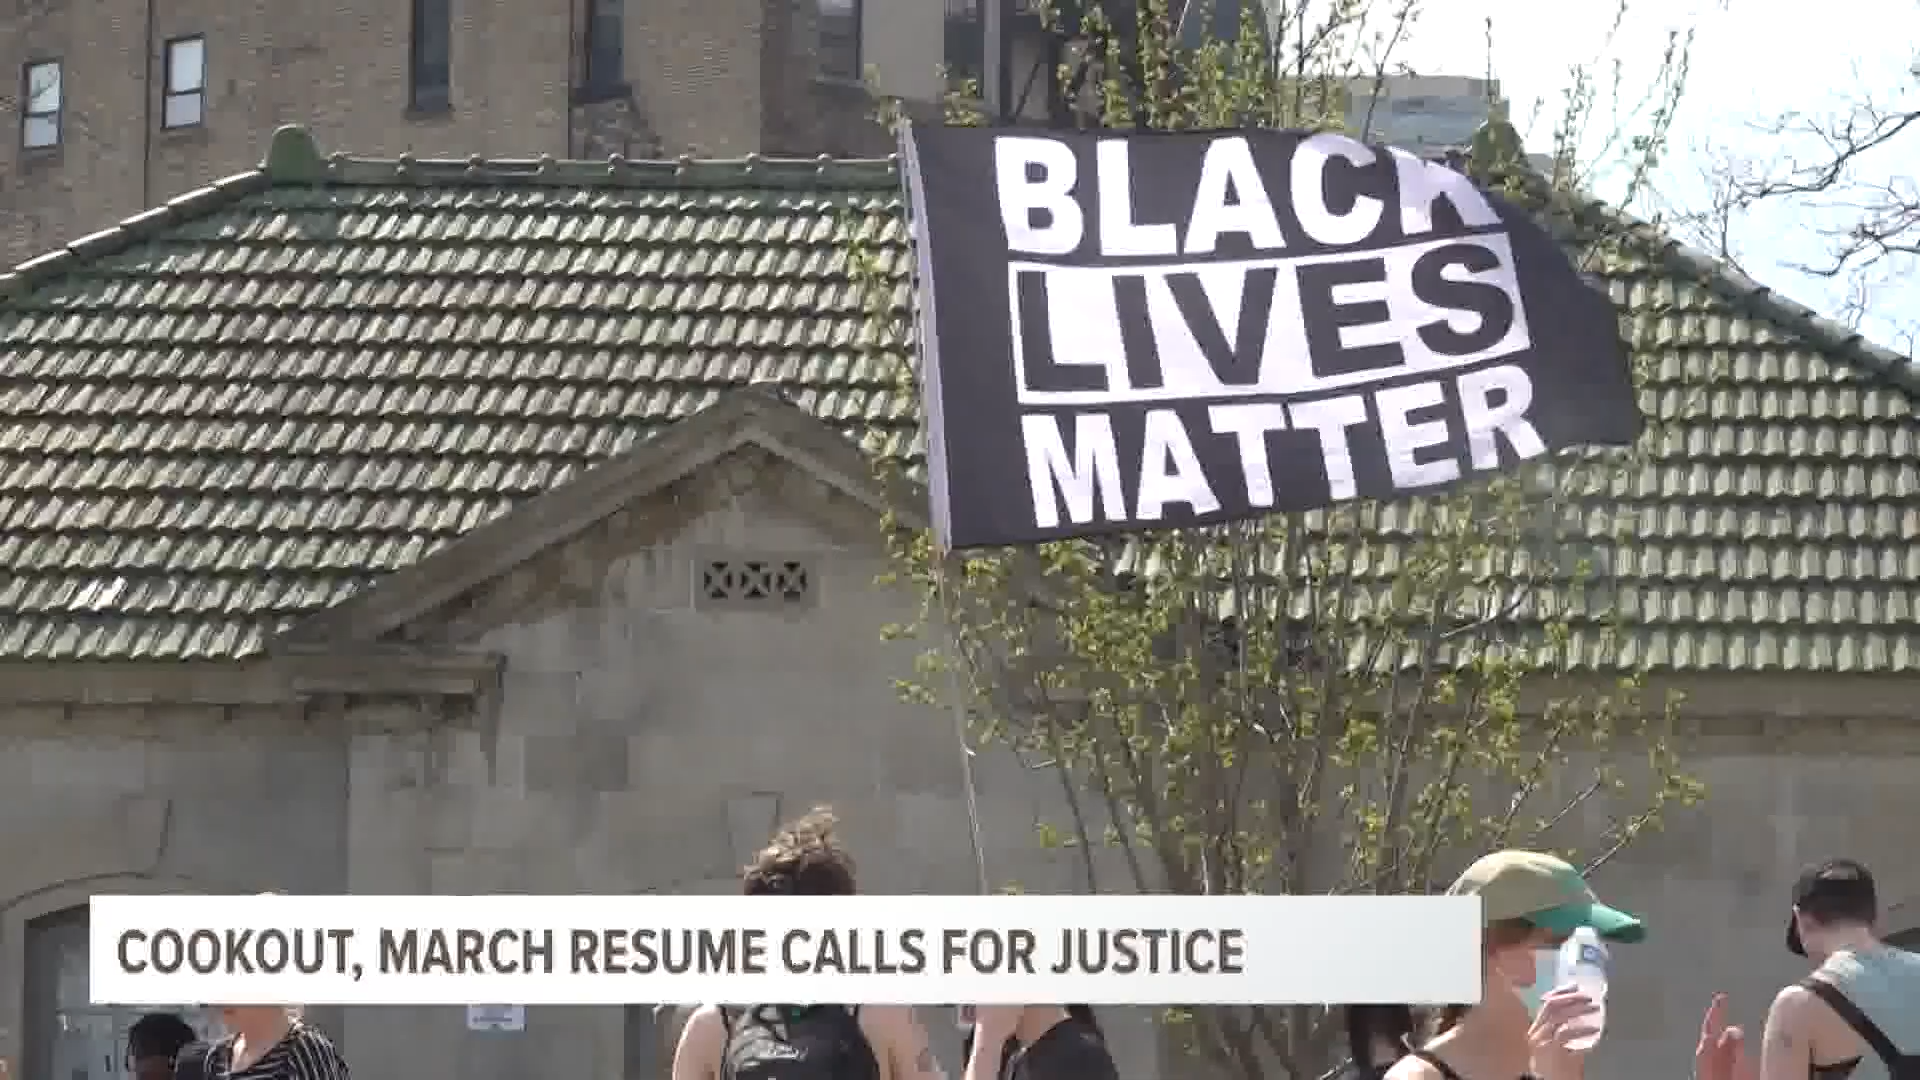 BLACK
LIVES
MATTER
COOKOUT, MARCH RESUME CALLS FOR JUSTICE